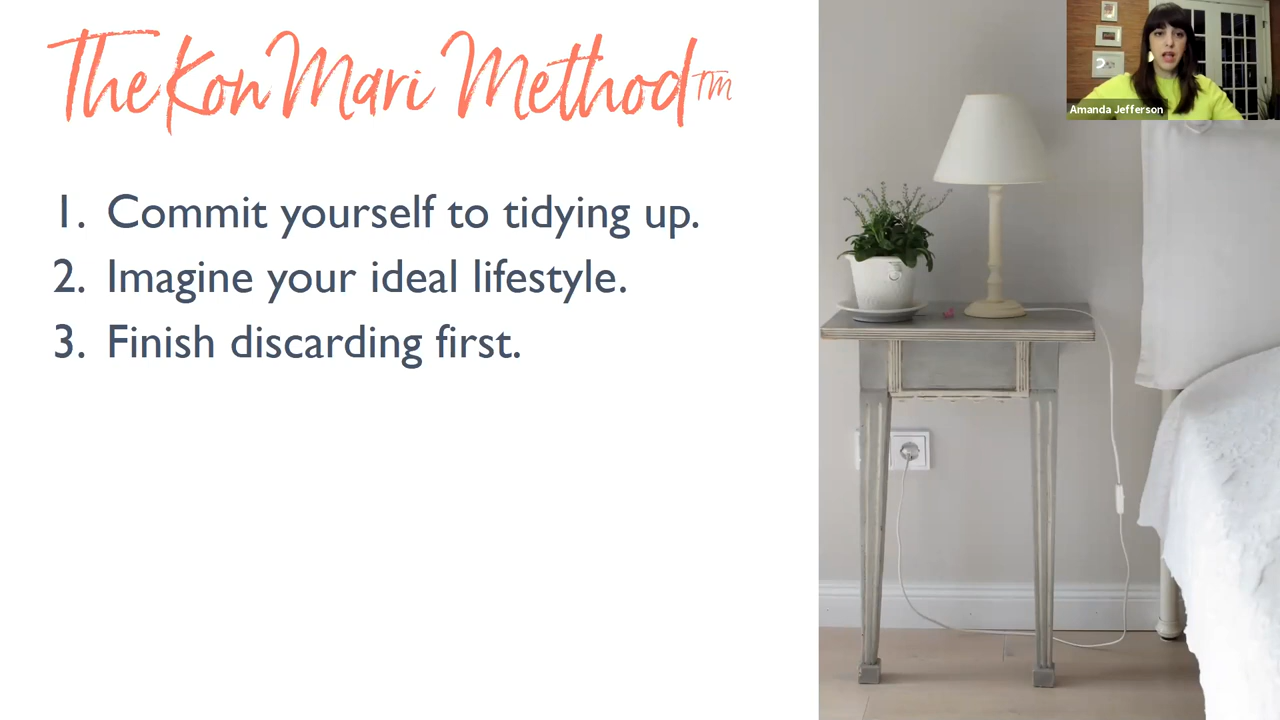 The KonMari Method™
1. Commit yourself to tidying up.
2. Imagine your ideal lifestyle.
3. Finish discarding first.
Amanda Jefferson